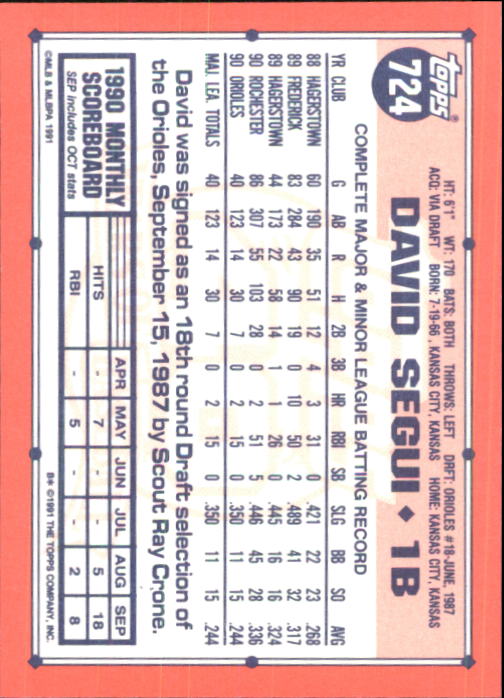 topps®
724
HT: 6'1" WT: 170 BATS: BOTH THROWS: LEFT DRFT: ORIOLES #18-JUNE, 1987
ACQ: VIA DRAFT BORN: 7-19-66, KANSAS CITY, KANSAS HOME: KANSAS CITY, KANSAS
DAVID SEGUI ♦ 1B
COMPLETE MAJOR & MINOR LEAGUE BATTING RECORD
YR CLUB G AB R H 2B 3B HR RBI SB SLG BB SO AVG
88 HAGERSTOWN 60 190 35 51 12 4 3 31 0 .421 22 23 .268
89 FREDERICK 83 284 43 90 19 0 10 50 2 .489 41 32 .317
89 HAGERSTOWN 44 173 22 58 14 1 1 26 0 .445 16 16 .324
90 ROCHESTER 86 307 55 103 28 0 2 51 5 .446 45 28 .336
90 ORIOLES 40 123 14 30 7 0 2 15 0 .350 11 15 .244
MAJ. LEA. TOTALS 40 123 14 30 7 0 2 15 0 .350 11 15 .244
David was signed as an 18th round Draft selection of
the Orioles, September 15, 1987 by Scout Ray Crone.
1990 MONTHLY
SCOREBOARD
SEP includes OCT stats
APR MAY JUN JUL AUG SEP
HITS - 7 - - 5 18
RBI - 5 - - 2 8
©MLB & MLBPA 1991
B* ©1991 THE TOPPS COMPANY, INC.